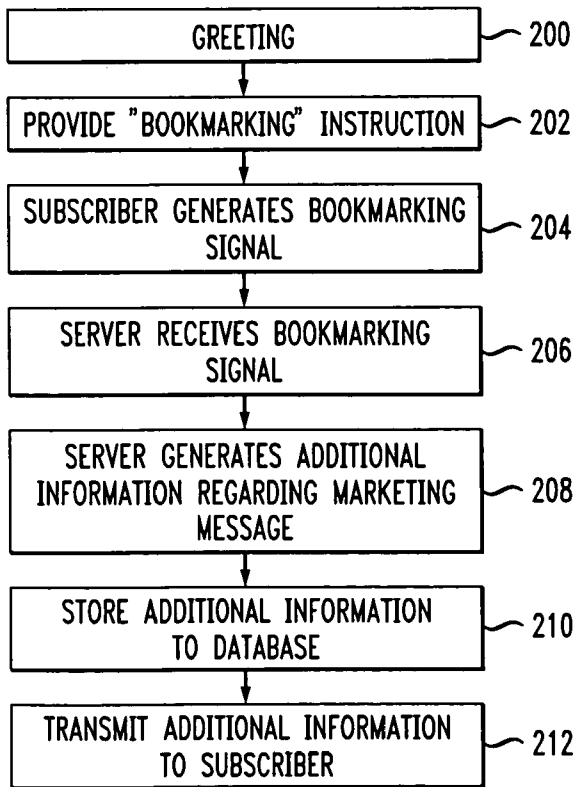 GREETING
200
PROVIDE "BOOKMARKING" INSTRUCTION
202
SUBSCRIBER GENERATES BOOKMARKING
SIGNAL
204
SERVER RECEIVES BOOKMARKING
SIGNAL
206
SERVER GENERATES ADDITIONAL
INFORMATION REGARDING MARKETING
MESSAGE
208
STORE ADDITIONAL INFORMATION
TO DATABASE
210
TRANSMIT ADDITIONAL INFORMATION
TO SUBSCRIBER
212